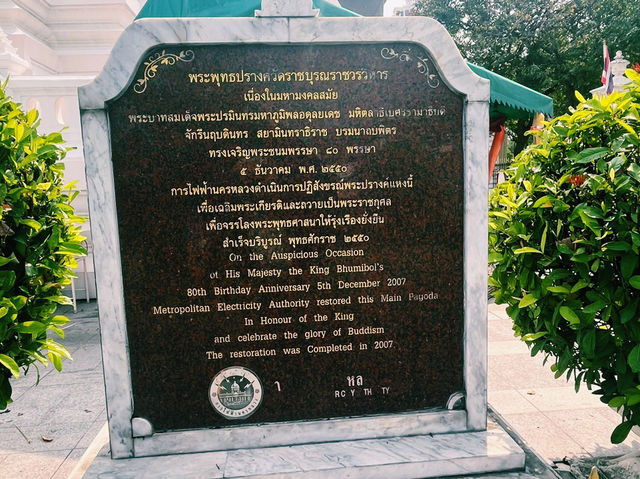 พระพุทธปรางค์วัดราชบุรณราชวรวิหาร
เนื่องในมหามงคลสมัย
พระบาทสมเด็จพระปรมินทรมหาภูมิพลอดุลยเดช มหิตลาธิเบศรรามาธิบดี
จักรีนฤบดินทร สยามินทราธิราช บรมนาถบพิตร
ทรงเจริญพระชนมพรรษา ๘๐ พรรษา
๕ ธันวาคม พ.ศ. ๒๕๕๐
การไฟฟ้านครหลวงดำเนินการปฏิสังขรณ์พระปรางค์แห่งนี้
เพื่อเฉลิมพระเกียรติและถวายเป็นพระราชกุศล
เพื่อจรรโลงพระพุทธศาสนาให้รุ่งเรืองยั่งยืน
สำเร็จบริบูรณ์ พุทธศักราช ๒๕๕๐
On the Auspicious Occasion
of His Majesty the King Bhumibol's
80th Birthday Anniversary 5th December 2007
Metropolitan Electricity Authority restored this Main Pagoda
In Honour of the King
and celebrate the glory of Buddism
The restoration was Completed in 2007
า หล
RC Y TH TY